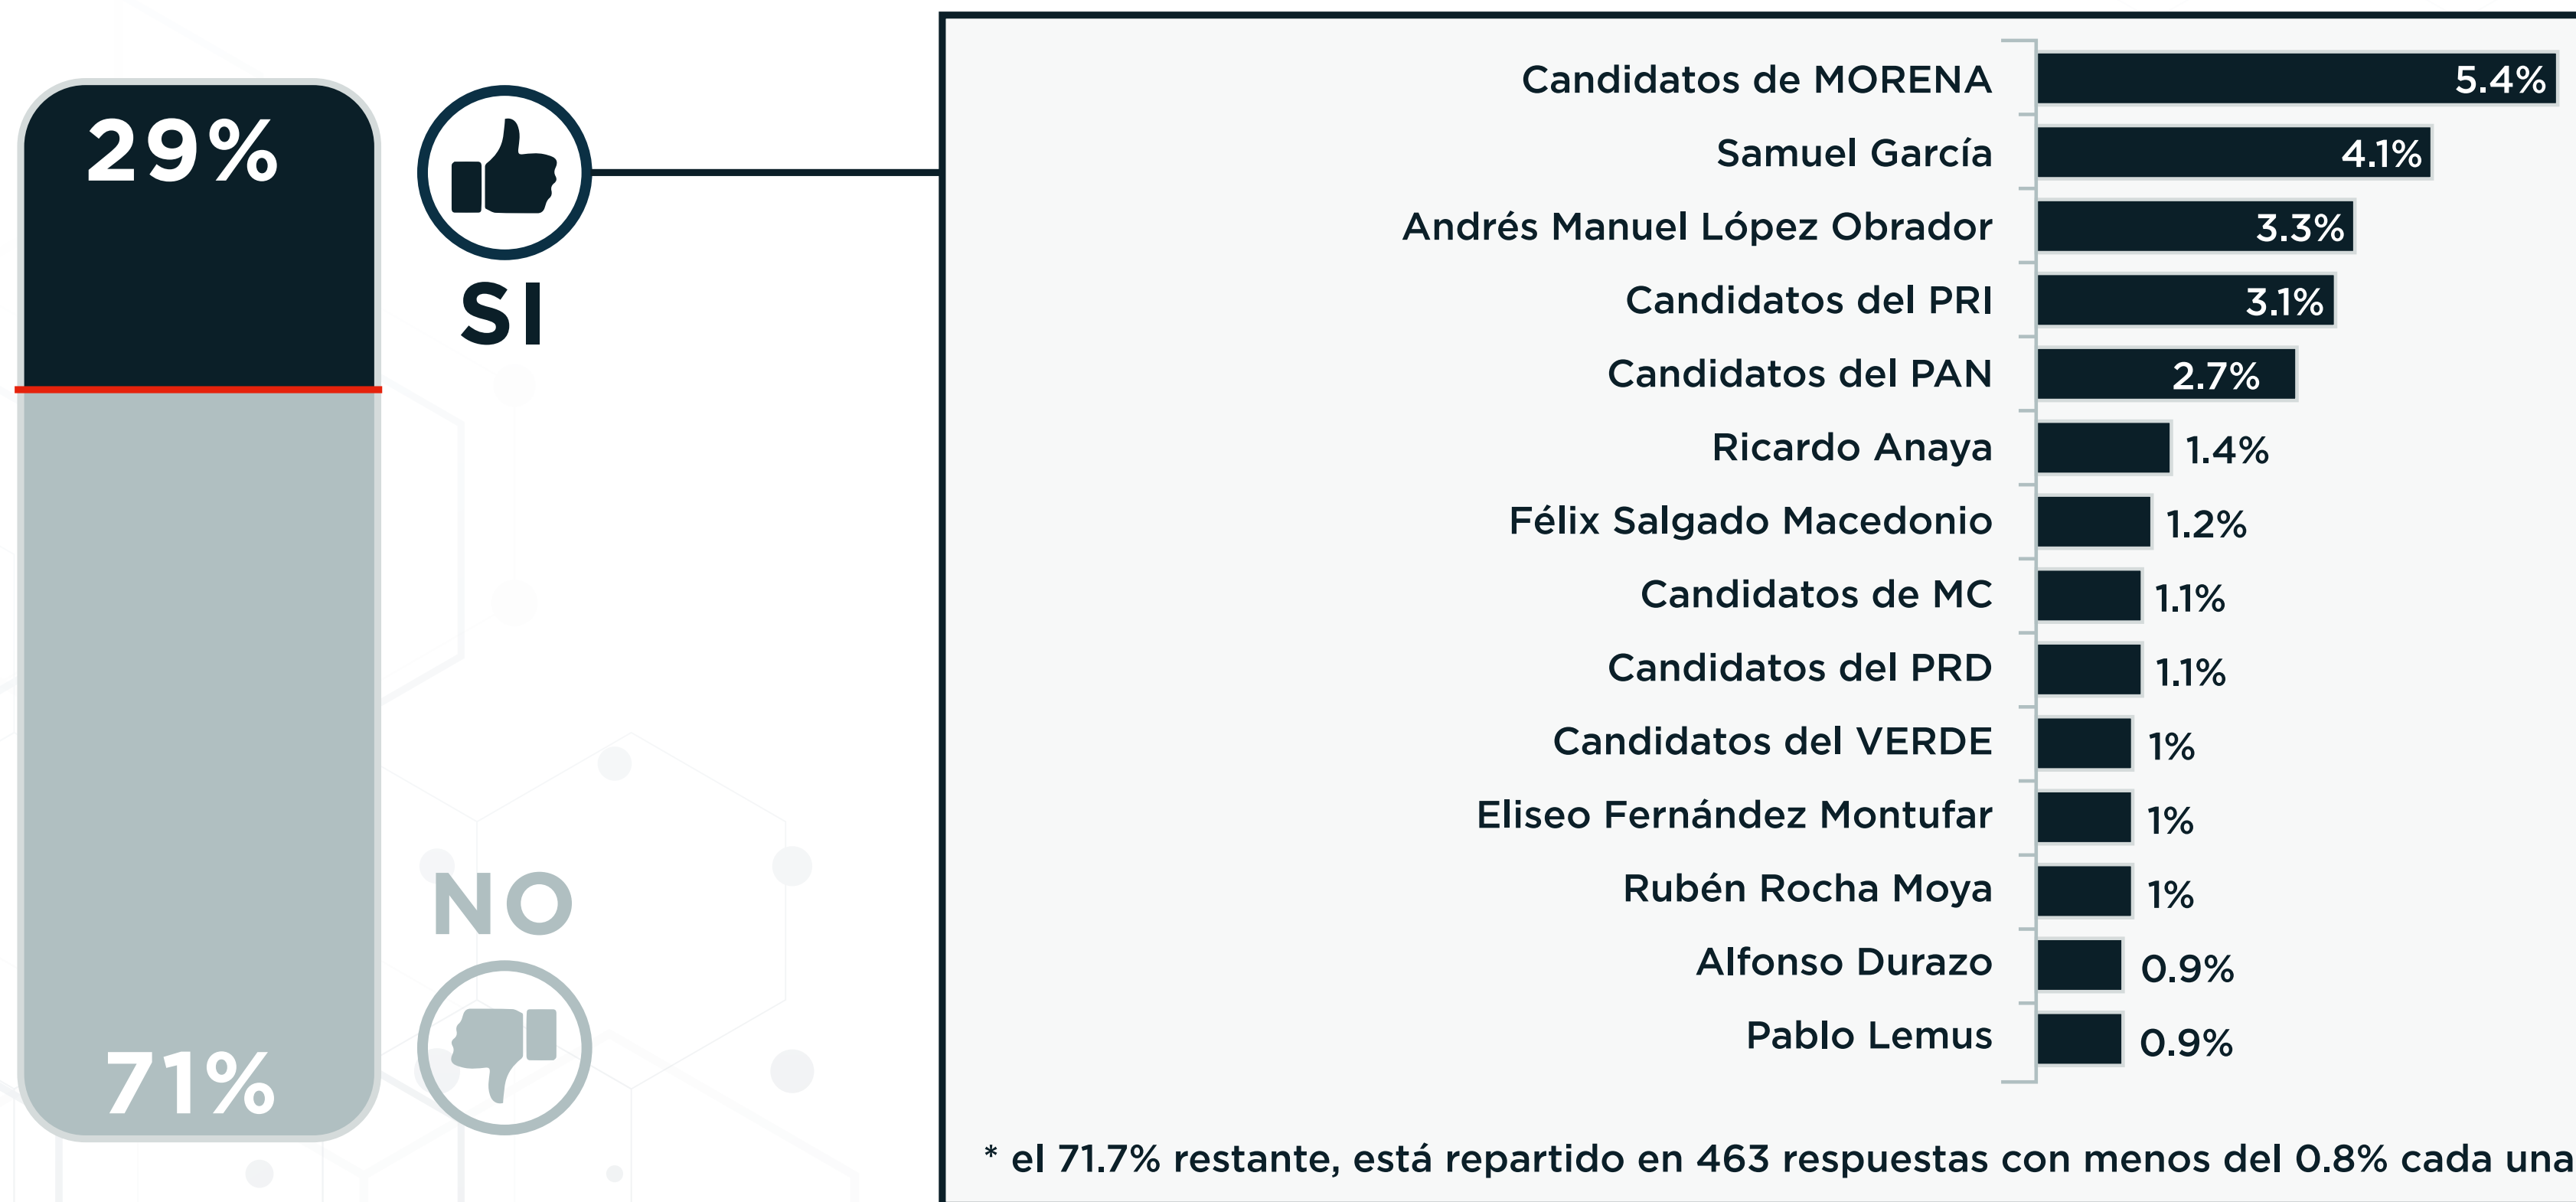 29%
SI
NO
71%
Candidatos de MORENA 5.4%
Samuel García 4.1%
Andrés Manuel López Obrador 3.3%
Candidatos del PRI 3.1%
Candidatos del PAN 2.7%
Ricardo Anaya 1.4%
Félix Salgado Macedonio 1.2%
Candidatos de MC 1.1%
Candidatos del PRD 1.1%
Candidatos del VERDE 1%
Eliseo Fernández Montufar 1%
Rubén Rocha Moya 1%
Alfonso Durazo 0.9%
Pablo Lemus 0.9%
* el 71.7% restante, está repartido en 463 respuestas con menos del 0.8% cada una